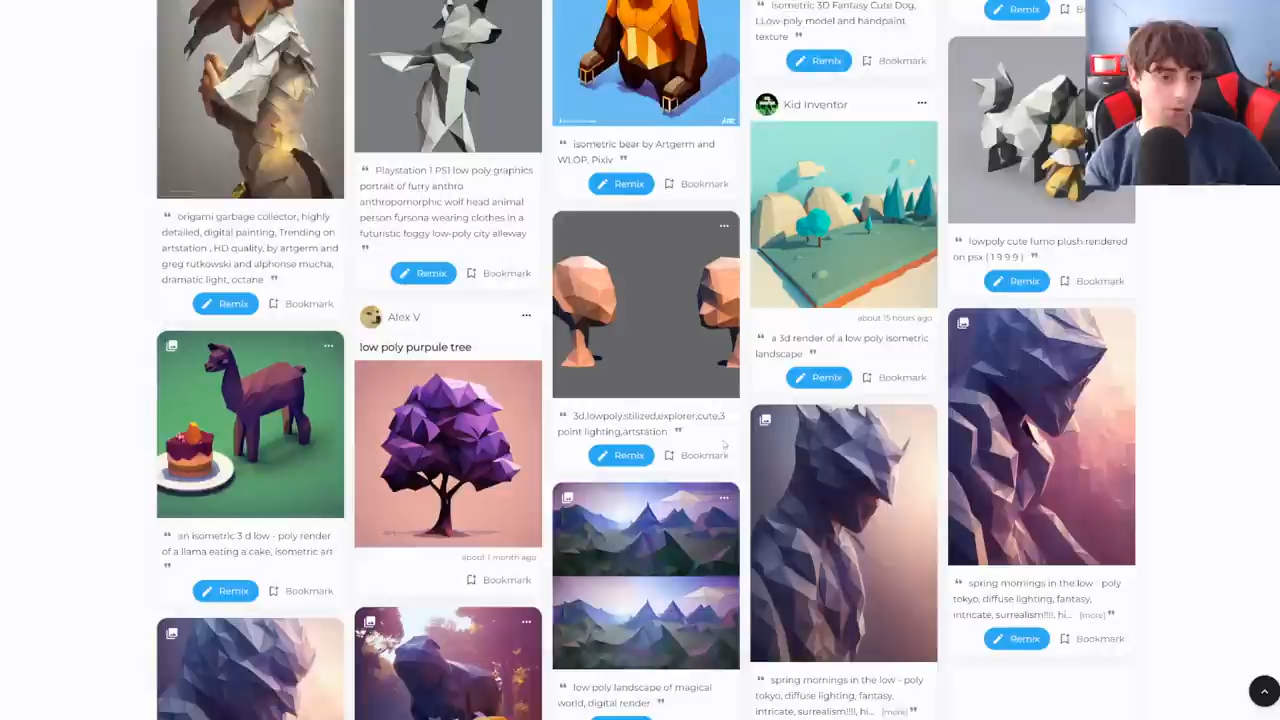 ❝ origami garbage collector, highly
detailed, digital painting, Trending on
artstation , HD quality, by artgerm and
greg rutkowski and alphonse mucha,
dramatic light, octane ❞
Remix
Bookmark
❝ an isometric 3 d low - poly render
of a llama eating a cake, isometric art
❞
Remix
Bookmark
❝ Playstation 1 PS1 low poly graphics
portrait of furry anthro
anthropomorphic wolf head animal
person fursona wearing clothes in a
futuristic foggy low-poly city alleyway
❞
Remix
Bookmark
Alex V
low poly purpule tree
about 1 month ago
Bookmark
❝ isometric bear by Artgerm and
WLOP, Pixiv ❞
Remix
Bookmark
❝ 3d,lowpoly,stilized,explorer,cute,3
point lighting,artstation ❞
Remix
Bookmark
❝ low poly landscape of magical
world, digital render ❞
Isometric 3D Fantasy Cute Dog,
LLow-poly model and handpaint
texture ❞
Remix
Bookmark
Kid Inventor
about 15 hours ago
❝ a 3d render of a low poly isometric
landscape ❞
Remix
Bookmark
❝ spring mornings in the low - poly
tokyo, diffuse lighting, fantasy,
intricate, surrealism!!!!, hi... [more] ❞
Remix
❝ lowpoly cute fumo plush rendered
on psx ( 1 9 9 9 ) ❞
Remix
Bookmark
❝ spring mornings in the low - poly
tokyo, diffuse lighting, fantasy,
intricate, surrealism!!!!, hi... [more] ❞
Remix
Bookmark